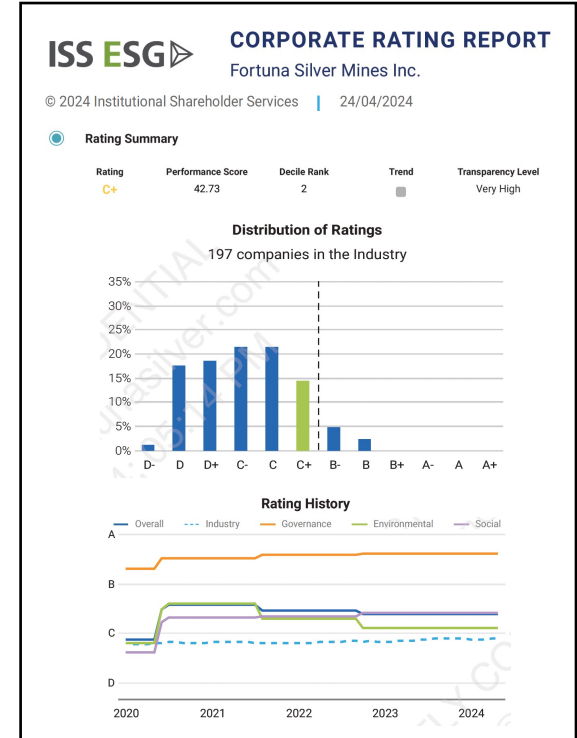 ISS ESG
CORPORATE RATING REPORT
Fortuna Silver Mines Inc.
© 2024 Institutional Shareholder Services | 24/04/2024
Rating Summary
Rating Performance Score Decile Rank Trend Transparency Level
C+ 42.73 2 Very High
Distribution of Ratings
197 companies in the Industry
35%
30%
25%
20%
15%
10%
5%
0%
D- D D+ C- C C+ B- B B+ A- A A+
Rating History
Overall Industry Governance Environmental Social
A
B
C
D
2020 2021 2022 2023 2024